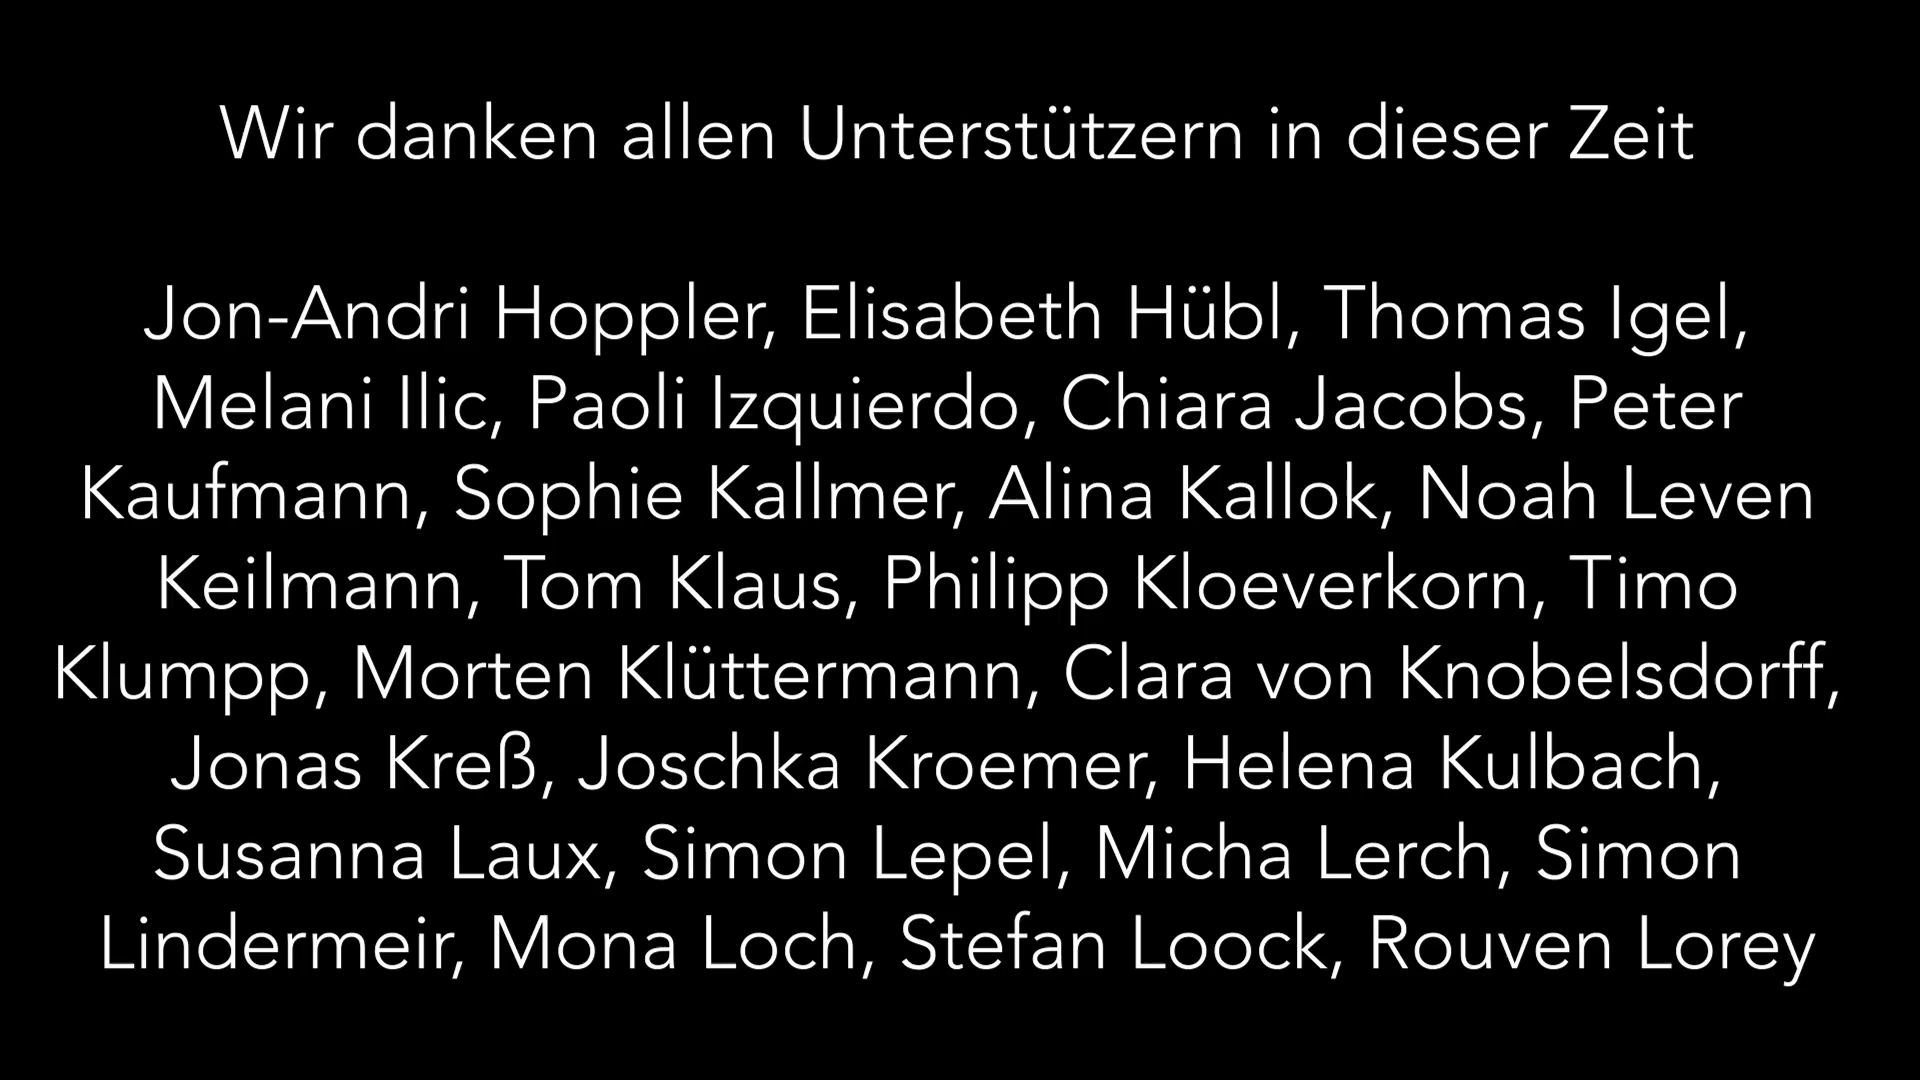 Wir danken allen Unterstützern in dieser Zeit
Jon-Andri Hoppler, Elisabeth Hübl, Thomas Igel,
Melani Ilic, Paoli Izquierdo, Chiara Jacobs, Peter
Kaufmann, Sophie Kallmer, Alina Kallok, Noah Leven
Keilmann, Tom Klaus, Philipp Kloeverkorn, Timo
Klumpp, Morten Klüttermann, Clara von Knobelsdorff,
Jonas Kreß, Joschka Kroemer, Helena Kulbach,
Susanna Laux, Simon Lepel, Micha Lerch, Simon
Lindermeir, Mona Loch, Stefan Loock, Rouven Lorey